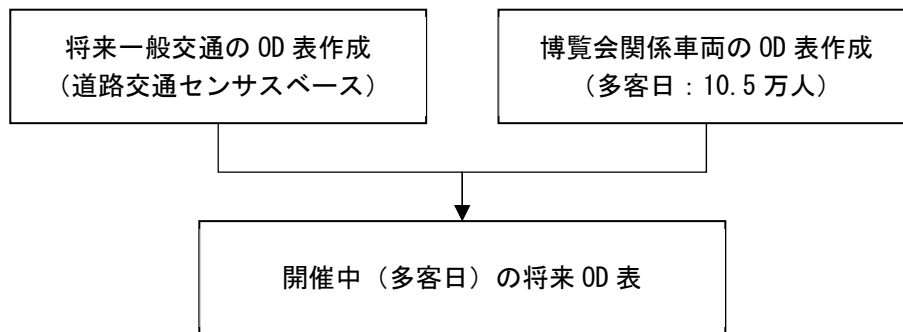 将来一般交通の OD 表作成
（道路交通センサスベース）
博覧会関係車両の OD 表作成
（多客日：10.5 万人）
開催中（多客日）の将来 OD 表